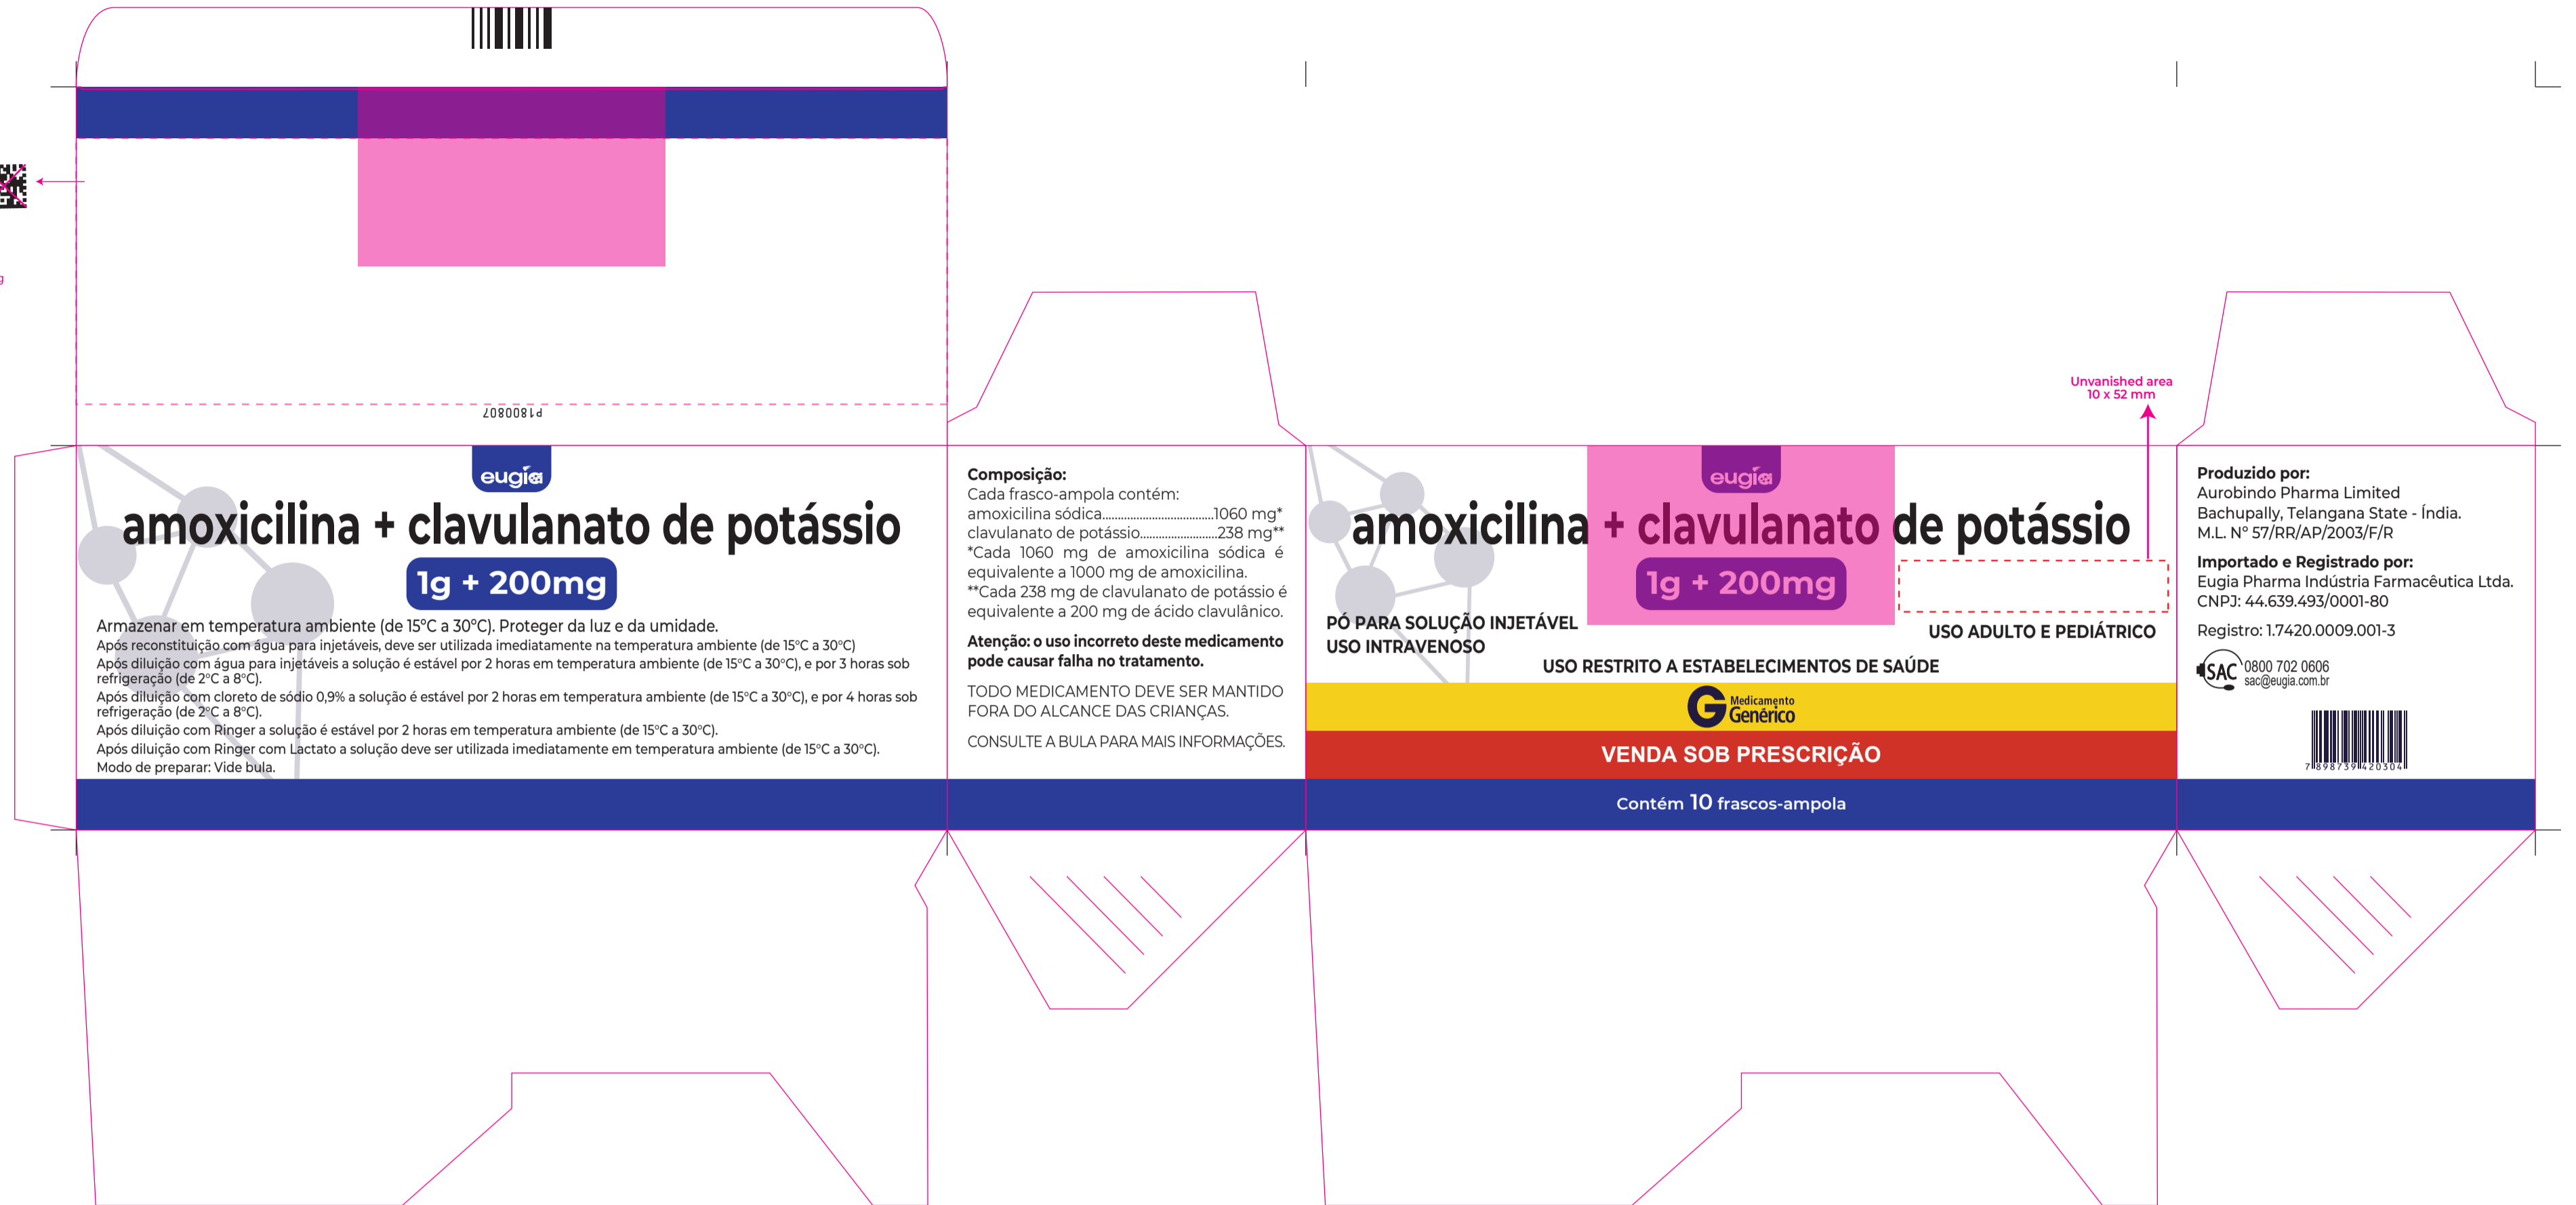 g
P1800807
eugia
amoxicilina + clavulanato de potássio
1g + 200mg
Armazenar em temperatura ambiente (de 15°C a 30°C). Proteger da luz e da umidade.
Após reconstituição com água para injetáveis, deve ser utilizada imediatamente na temperatura ambiente (de 15°C a 30°C)
Após diluição com água para injetáveis a solução é estável por 2 horas em temperatura ambiente (de 15°C a 30°C), e por 3 horas sob
refrigeração (de 2°C a 8°C).
Após diluição com cloreto de sódio 0,9% a solução é estável por 2 horas em temperatura ambiente (de 15°C a 30°C), e por 4 horas sob
refrigeração (de 2°C a 8°C).
Após diluição com Ringer a solução é estável por 2 horas em temperatura ambiente (de 15°C a 30°C).
Após diluição com Ringer com Lactato a solução deve ser utilizada imediatamente em temperatura ambiente (de 15°C a 30°C).
Modo de preparar: Vide bula.
Composição:
Cada frasco-ampola contém:
amoxicilina sódica....................................1060 mg*
clavulanato de potássio.........................238 mg**
*Cada 1060 mg de amoxicilina sódica é
equivalente a 1000 mg de amoxicilina.
**Cada 238 mg de clavulanato de potássio é
equivalente a 200 mg de ácido clavulânico.
Atenção: o uso incorreto deste medicamento
pode causar falha no tratamento.
TODO MEDICAMENTO DEVE SER MANTIDO
FORA DO ALCANCE DAS CRIANÇAS.
CONSULTE A BULA PARA MAIS INFORMAÇÕES.
Unvanished area
10 x 52 mm
eugia
amoxicilina + clavulanato de potássio
1g + 200mg
PÓ PARA SOLUÇÃO INJETÁVEL
USO INTRAVENOSO
USO ADULTO E PEDIÁTRICO
USO RESTRITO A ESTABELECIMENTOS DE SAÚDE
G Medicamento
Genérico
VENDA SOB PRESCRIÇÃO
Contém 10 frascos-ampola
Produzido por:
Aurobindo Pharma Limited
Bachupally, Telangana State - Índia.
M.L. Nº 57/RR/AP/2003/F/R
Importado e Registrado por:
Eugia Pharma Indústria Farmacêutica Ltda.
CNPJ: 44.639.493/0001-80
Registro: 1.7420.0009.001-3
SAC 0800 702 0606
sac@eugia.com.br
7 898739 420304